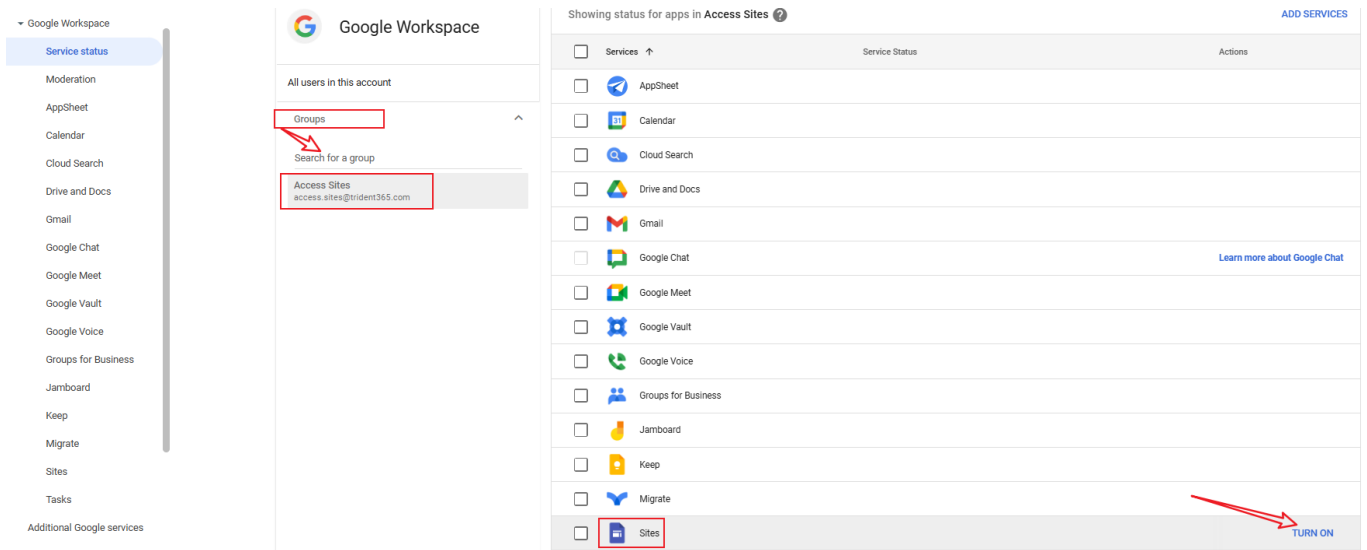 Google Workspace
Service status
Moderation
AppSheet
Calendar
Cloud Search
Drive and Docs
Gmail
Google Chat
Google Meet
Google Vault
Google Voice
Groups for Business
Jamboard
Keep
Migrate
Sites
Tasks
Additional Google services
Google Workspace
All users in this account
Groups
Search for a group
Access Sites
access.sites@trident365.com
Showing status for apps in Access Sites ? ADD SERVICES
Services Service Status Actions
AppSheet
31 Calendar
Cloud Search
Drive and Docs
Gmail
Google Chat Learn more about Google Chat
Google Meet
Google Vault
Google Voice
Groups for Business
Jamboard
Keep
Migrate
Sites TURN ON